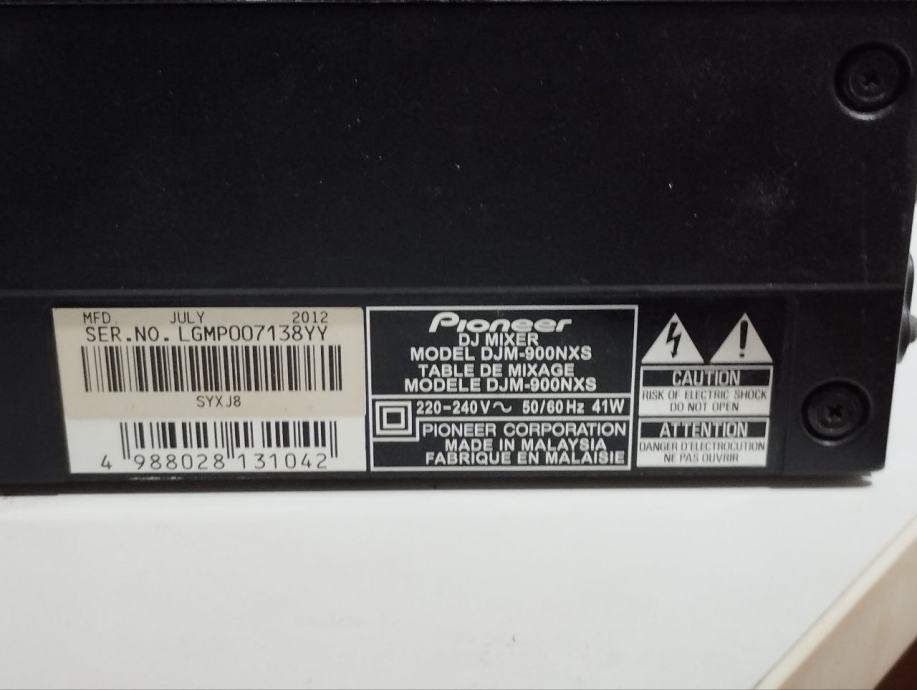 MFD. JULY 2012
SER.NO. LGMP007138YY
SYXJ8
4 988028 131042
Pioneer
DJ MIXER
MODEL DJM-900NXS
TABLE DE MIXAGE
MODELE DJM-900NXS
220-240V~ 50/60Hz 41W
PIONEER CORPORATION
MADE IN MALAYSIA
FABRIQUÉ EN MALAISIE
CAUTION
RISK OF ELECTRIC SHOCK
DO NOT OPEN
ATTENTION
DANGER D'ELECTROCUTION
NE PAS OUVRIR